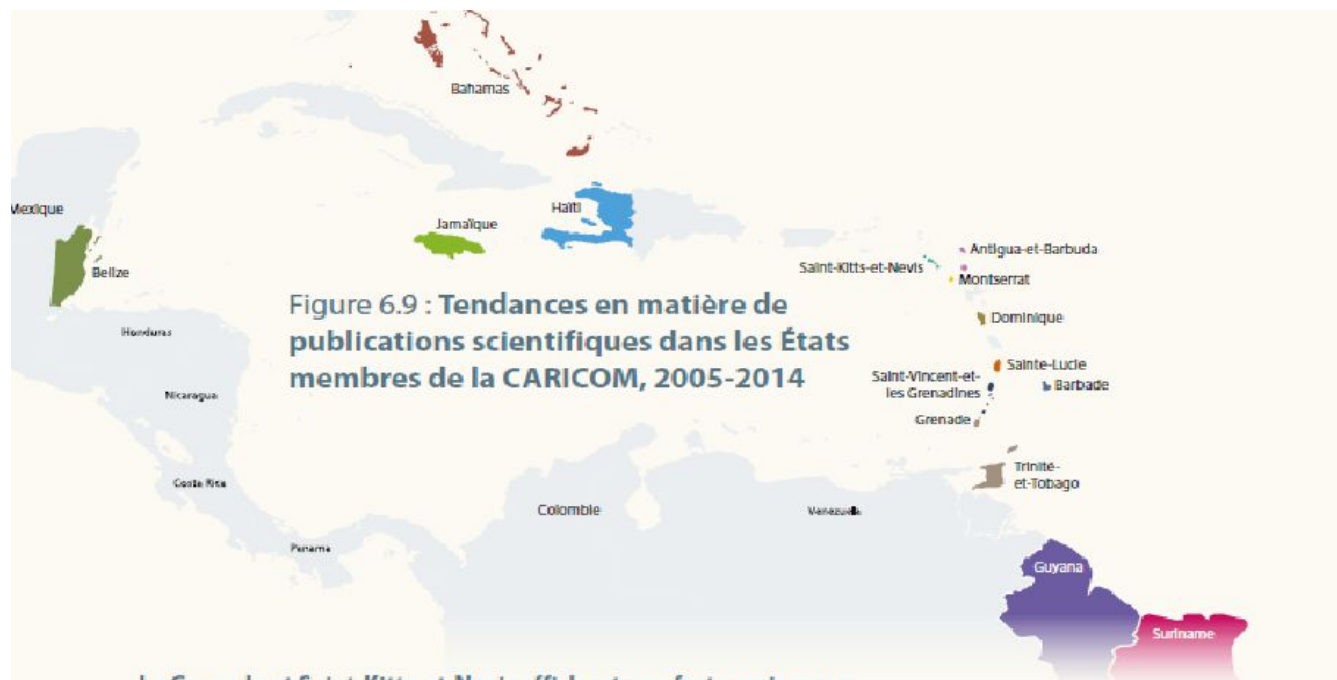 Bahamas
Mexique
Haïti
Jamaïque
Antigua-et-Barbuda
Saint-Kitts-et-Nevis
Belize
Montserrat
Figure 6.9 : Tendances en matière de
publications scientifiques dans les États
membres de la CARICOM, 2005-2014
Honduras
Dominique
Sainte-Lucie
Saint-Vincent-et-
les Grenadines
Barbade
Nicaragua
Grenade
Trinité-
et-Tobago
Costa Rica
Colombie
Venezuela
Panama
Guyana
Suriname